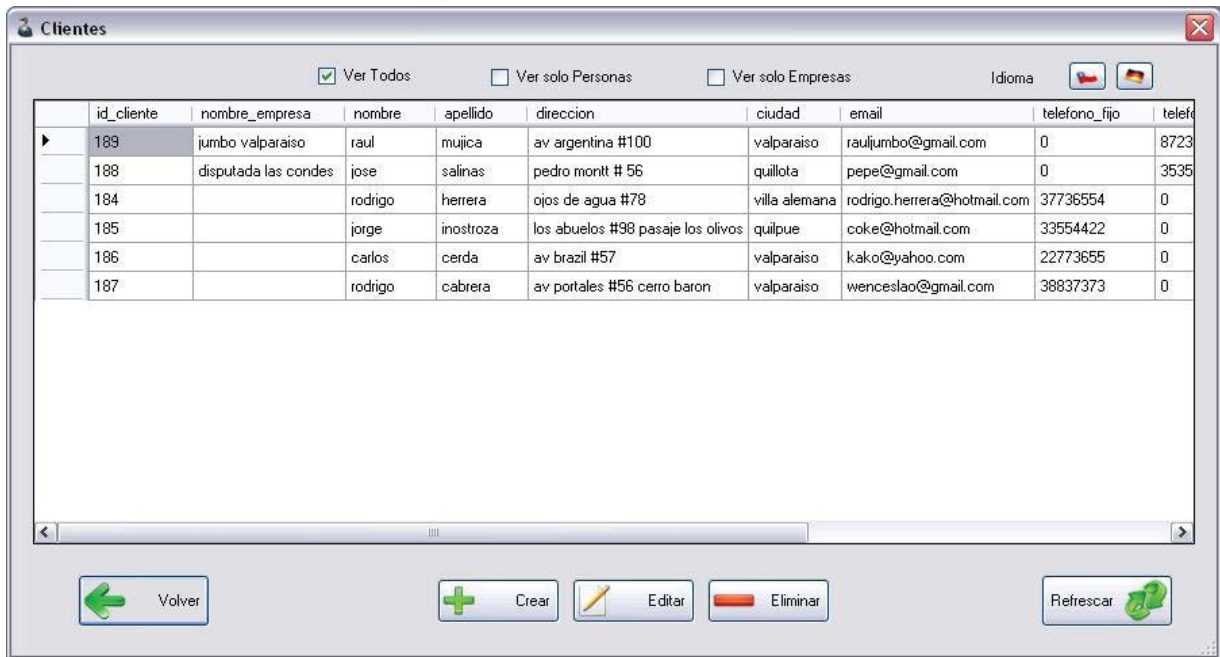 Clientes
Ver Todos Ver solo Personas Ver solo Empresas Idioma
id_cliente nombre_empresa nombre apellido direccion ciudad email telefono_fijo telefo
189 jumbo valparaiso raul mujica av argentina #100 valparaiso rauljumbo@gmail.com 0 8723
188 disputada las condes jose salinas pedro montt # 56 quillota pepe@gmail.com 0 3535
184 rodrigo herrera ojos de agua #78 villa alemana rodrigo.herrera@hotmail.com 37736554 0
185 jorge inostroza los abuelos #98 pasaje los olivos quilpue coke@hotmail.com 33554422 0
186 carlos cerda av brazil #57 valparaiso kako@yahoo.com 22773655 0
187 rodrigo cabrera av portales #56 cerro baron valparaiso wenceslao@gmail.com 38837373 0
Volver Crear Editar Eliminar Refrescar